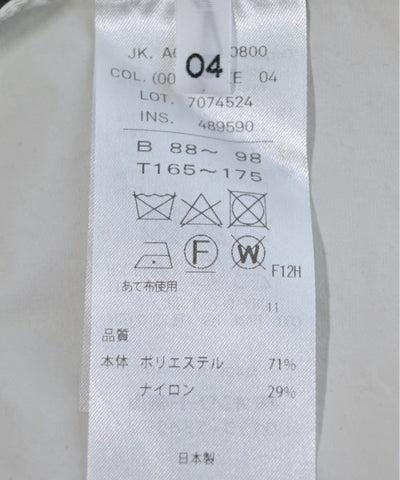 04
JK. A 0800
COL. (00 E 04
LOT. 7074524
INS. 489590
B 88～ 98
T165～175
F W F12H
あて布使用
11
品質
本体 ポリエステル 71%
ナイロン 29%
日本製